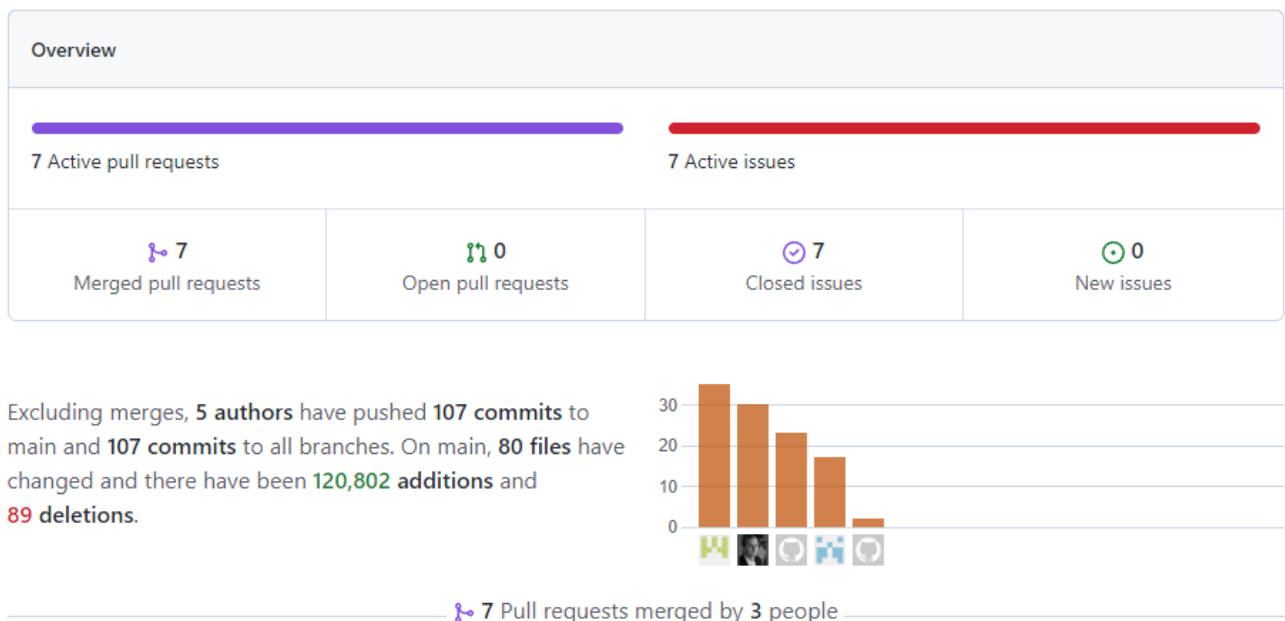 Overview
7 Active pull requests
7 Active issues
7
Merged pull requests
0
Open pull requests
7
Closed issues
0
New issues
Excluding merges, 5 authors have pushed 107 commits to
main and 107 commits to all branches. On main, 80 files have
changed and there have been 120,802 additions and
89 deletions.
30
20
10
0
7 Pull requests merged by 3 people